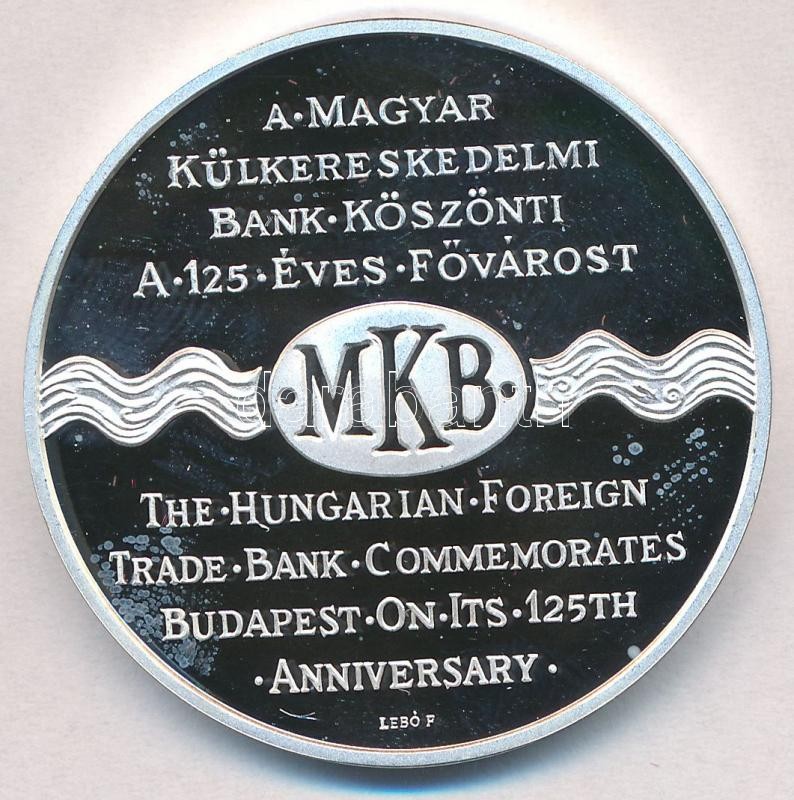 A·MAGYAR
KÜLKERESKEDELMI
BANK·KÖSZÖNTI
A·125·ÉVES·FŐVÁROST
·MKB·
darabanth
THE·HUNGARIAN·FOREIGN
TRADE·BANK·COMMEMORATES
BUDAPEST·ON·ITS·125TH
·ANNIVERSARY·
LEBÓ F